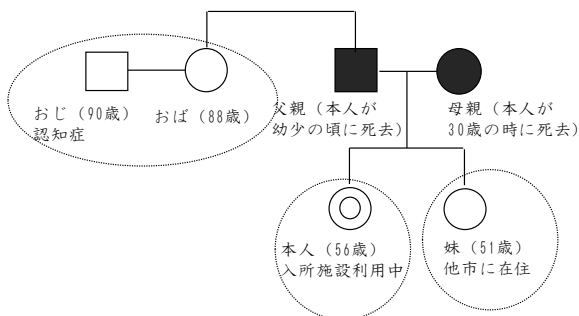 おじ（90歳）
認知症
おば（88歳）
父親（本人が
幼少の頃に死去）
母親（本人が
30歳の時に死去）
本人（56歳）
入所施設利用中
妹（51歳）
他市に在住